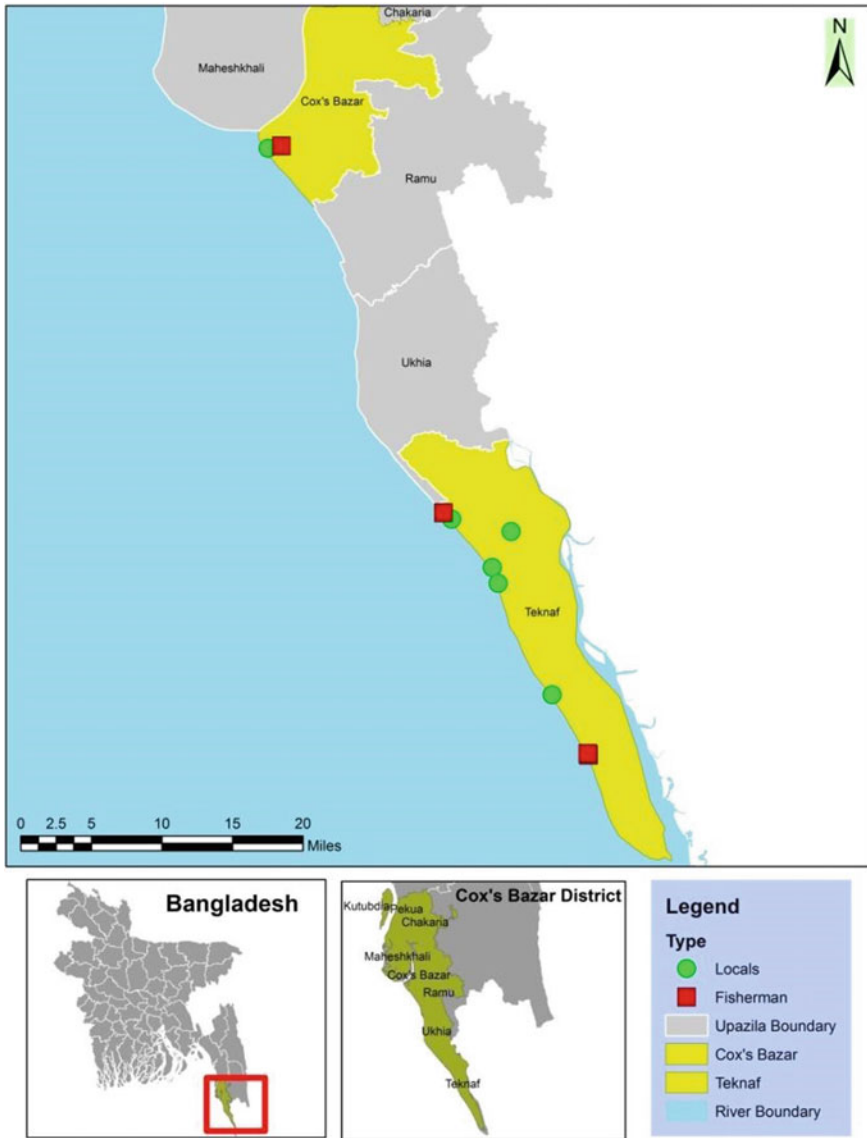 N
Chakaria
Maheshkhali
Cox's Bazar
Ramu
Ukhia
Teknaf
0 2.5 5 10 15 20
Miles
Bangladesh
Cox's Bazar District
Kutubdia
Pekua
Chakaria
Maheshkhali
Cox's Bazar
Ramu
Ukhia
Teknaf
Legend
Type
Locals
Fisherman
Upazila Boundary
Cox's Bazar
Teknaf
River Boundary